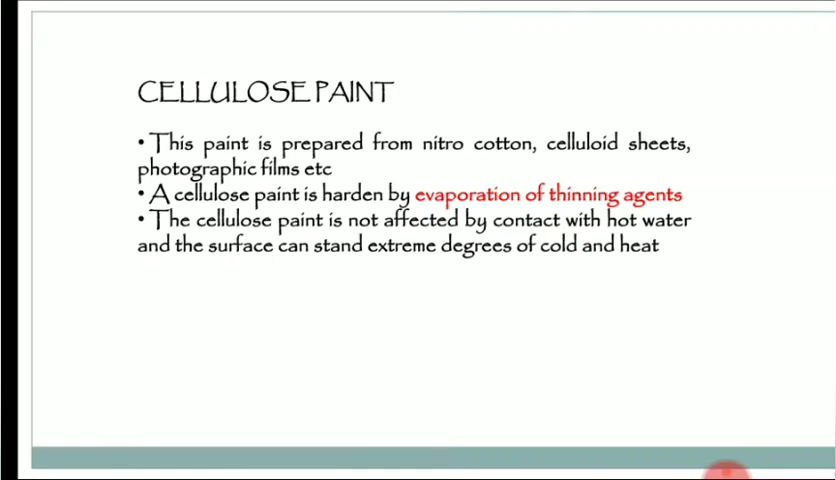 CELLULOSE PAINT
• This paint is prepared from nitro cotton, celluloid sheets,
photographic films etc
• A cellulose paint is harden by evaporation of thinning agents
• The cellulose paint is not affected by contact with hot water
and the surface can stand extreme degrees of cold and heat